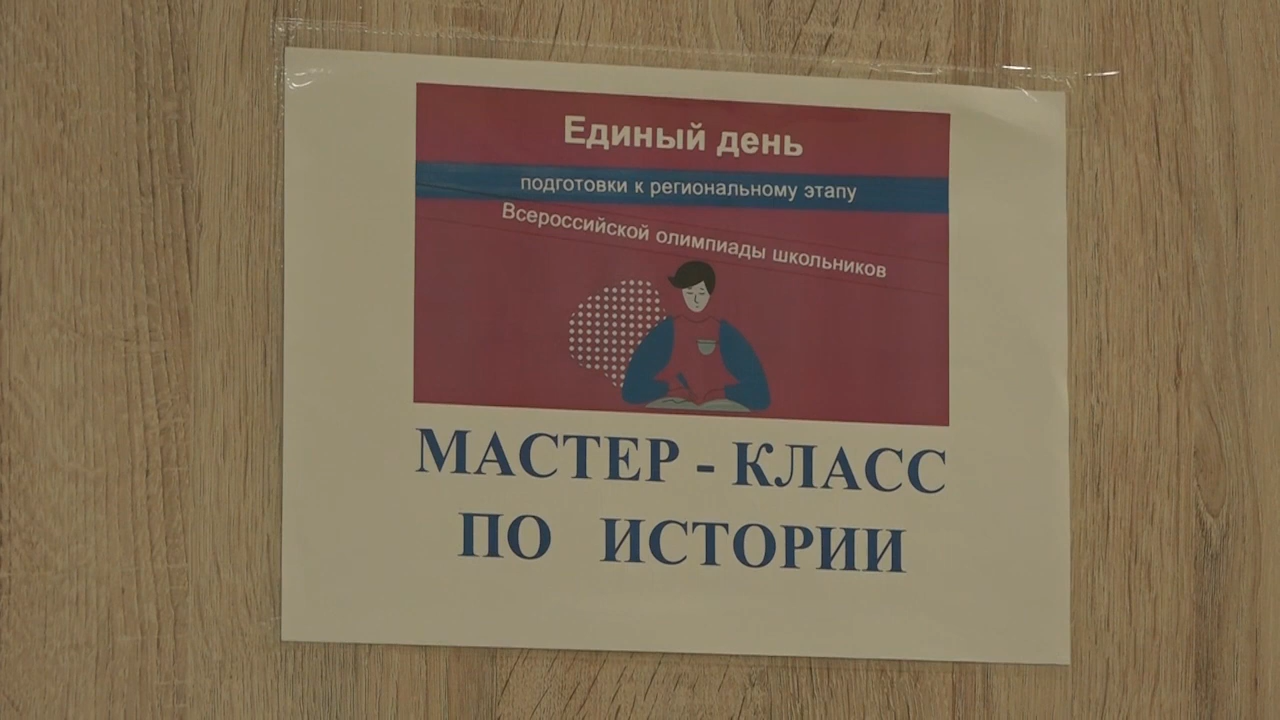 Единый день
подготовки к региональному этапу
Всероссийской олимпиады школьников
МАСТЕР - КЛАСС
ПО ИСТОРИИ